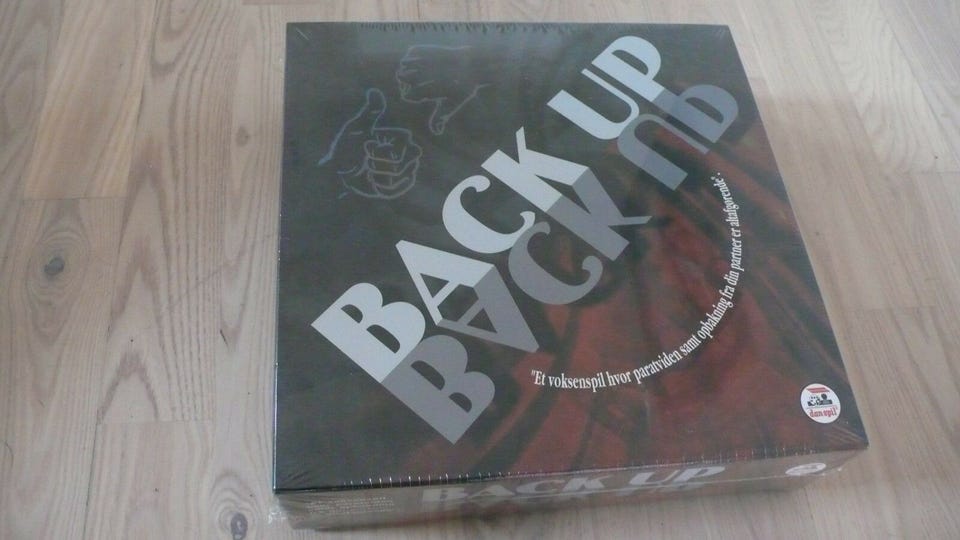 BACK UP
BACK UP
"Et voksenspil hvor paratviden samt opbakning fra din partner er altafgørende".
dan spil
BACK UP